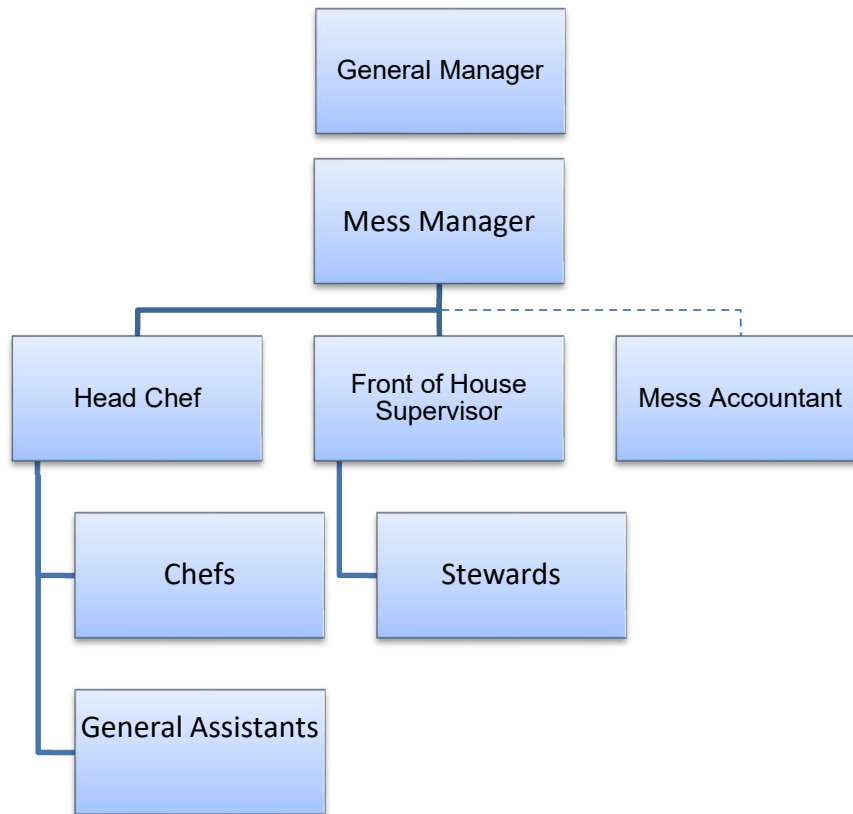 General Manager
Mess Manager
Head Chef
Front of House
Supervisor
Mess Accountant
Chefs
Stewards
General Assistants